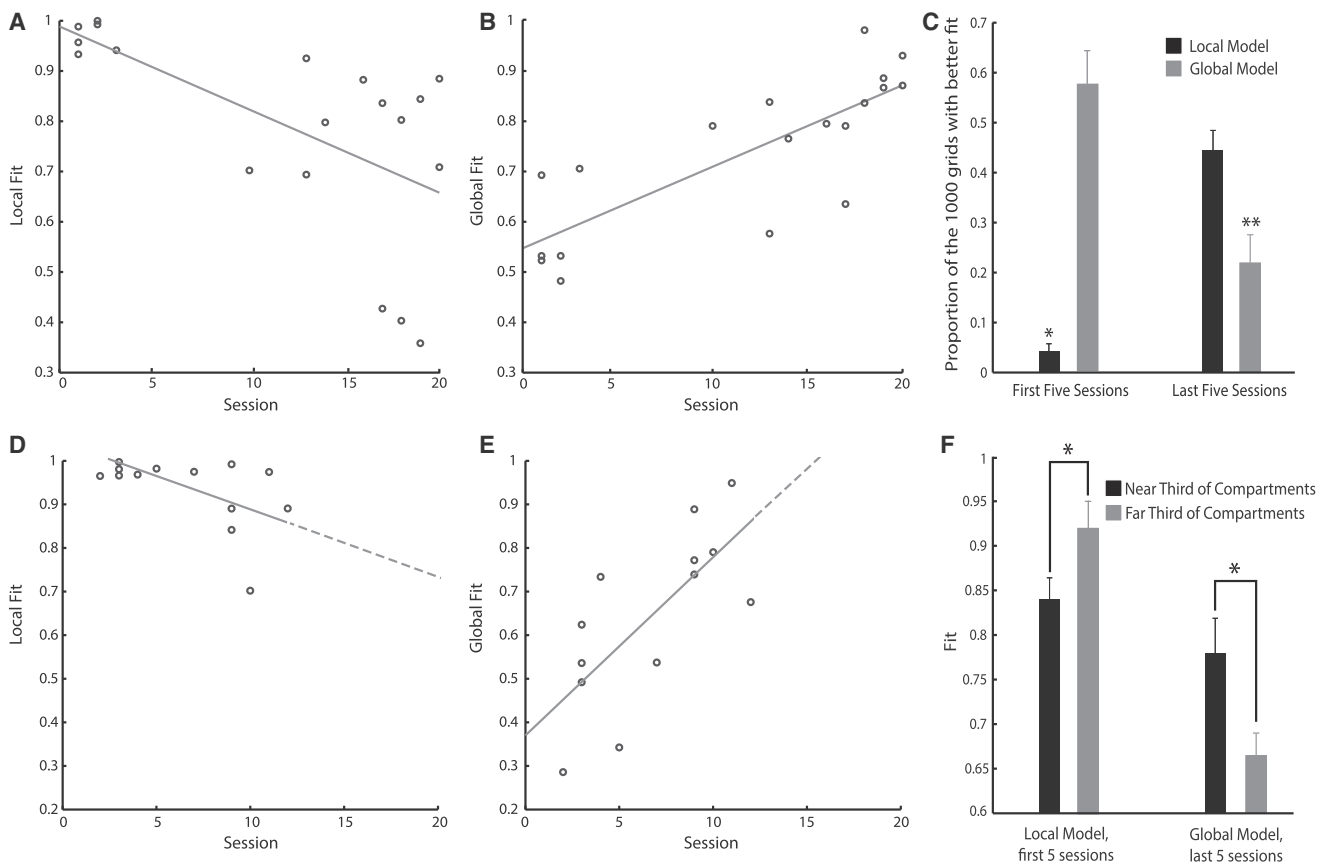 A
1
0.9
0.8
0.7
0.6
0.5
0.4
0.3
Local Fit
0
5
10
15
20
Session
B
1
0.9
0.8
0.7
0.6
0.5
0.4
0.3
Global Fit
0
5
10
15
20
Session
C
0.7
0.6
0.5
0.4
0.3
0.2
0.1
0
Proportion of the 1000 grids with better fit
Local Model
Global Model
*
**
First Five Sessions
Last Five Sessions
D
1
0.9
0.8
0.7
0.6
0.5
0.4
0.3
0.2
Local Fit
0
5
10
15
20
Session
E
1
0.9
0.8
0.7
0.6
0.5
0.4
0.3
0.2
Global Fit
0
5
10
15
20
Session
F
1
0.95
0.9
0.85
0.8
0.75
0.7
0.65
0.6
Fit
*
Near Third of Compartments
Far Third of Compartments
*
Local Model,
first 5 sessions
Global Model,
last 5 sessions